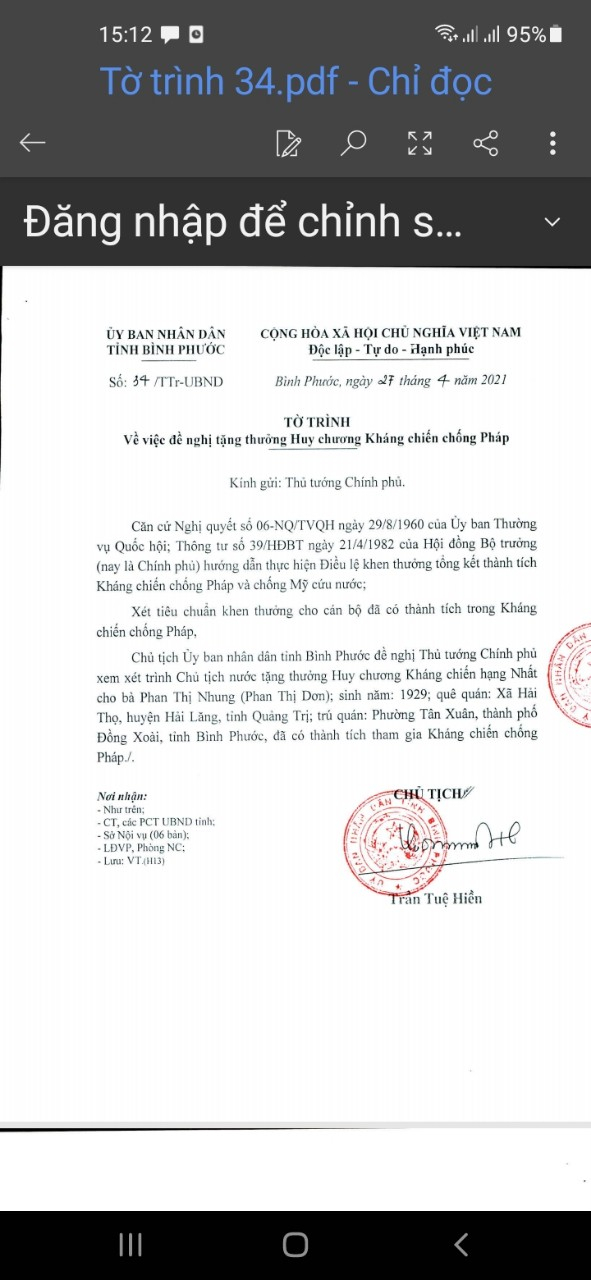 15:12
95%
Tờ trình 34.pdf - Chỉ đọc
Đăng nhập để chỉnh s...
ỦY BAN NHÂN DÂN
TỈNH BÌNH PHƯỚC
CỘNG HÒA XÃ HỘI CHỦ NGHĨA VIỆT NAM
Độc lập - Tự do - Hạnh phúc
Số: 34 /TTr-UBND
Bình Phước, ngày 27 tháng 4 năm 2021
TỜ TRÌNH
Về việc đề nghị tặng thưởng Huy chương Kháng chiến chống Pháp
Kính gửi: Thủ tướng Chính phủ.
Căn cứ Nghị quyết số 06-NQ/TVQH ngày 29/8/1960 của Ủy ban Thường
vụ Quốc hội; Thông tư số 39/HĐBT ngày 21/4/1982 của Hội đồng Bộ trưởng
(nay là Chính phủ) hướng dẫn thực hiện Điều lệ khen thưởng tổng kết thành tích
Kháng chiến chống Pháp và chống Mỹ cứu nước;
Xét tiêu chuẩn khen thưởng cho cán bộ đã có thành tích trong Kháng
chiến chống Pháp,
Chủ tịch Ủy ban nhân dân tỉnh Bình Phước đề nghị Thủ tướng Chính phủ
xem xét trình Chủ tịch nước tặng thưởng Huy chương Kháng chiến hạng Nhất
cho bà Phan Thị Nhung (Phan Thị Dơn); sinh năm: 1929; quê quán: Xã Hải
Thọ, huyện Hải Lăng, tỉnh Quảng Trị; trú quán: Phường Tân Xuân, thành phố
Đồng Xoài, tỉnh Bình Phước, đã có thành tích tham gia Kháng chiến chống
Pháp./.
Nơi nhận:
- Như trên;
- CT, các PCT UBND tỉnh;
- Sở Nội vụ (06 bản);
- LĐVP, Phòng NC;
- Lưu: VT.(H13)
CHỦ TỊCH
Trần Tuệ Hiền